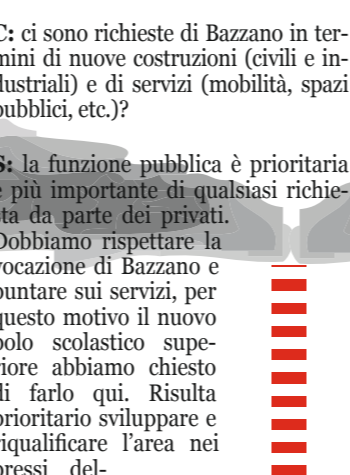 C: ci sono richieste di Bazzano in ter-
mini di nuove costruzioni (civili e in-
dustriali) e di servizi (mobilità, spazi
pubblici, etc.)?
S: la funzione pubblica è prioritaria
e più importante di qualsiasi richie-
sta da parte dei privati.
Dobbiamo rispettare la
vocazione di Bazzano e
puntare sui servizi, per
questo motivo il nuovo
polo scolastico supe-
riore abbiamo chiesto
di farlo qui. Risulta
prioritario sviluppare e
riqualificare l'area nei
pressi del-